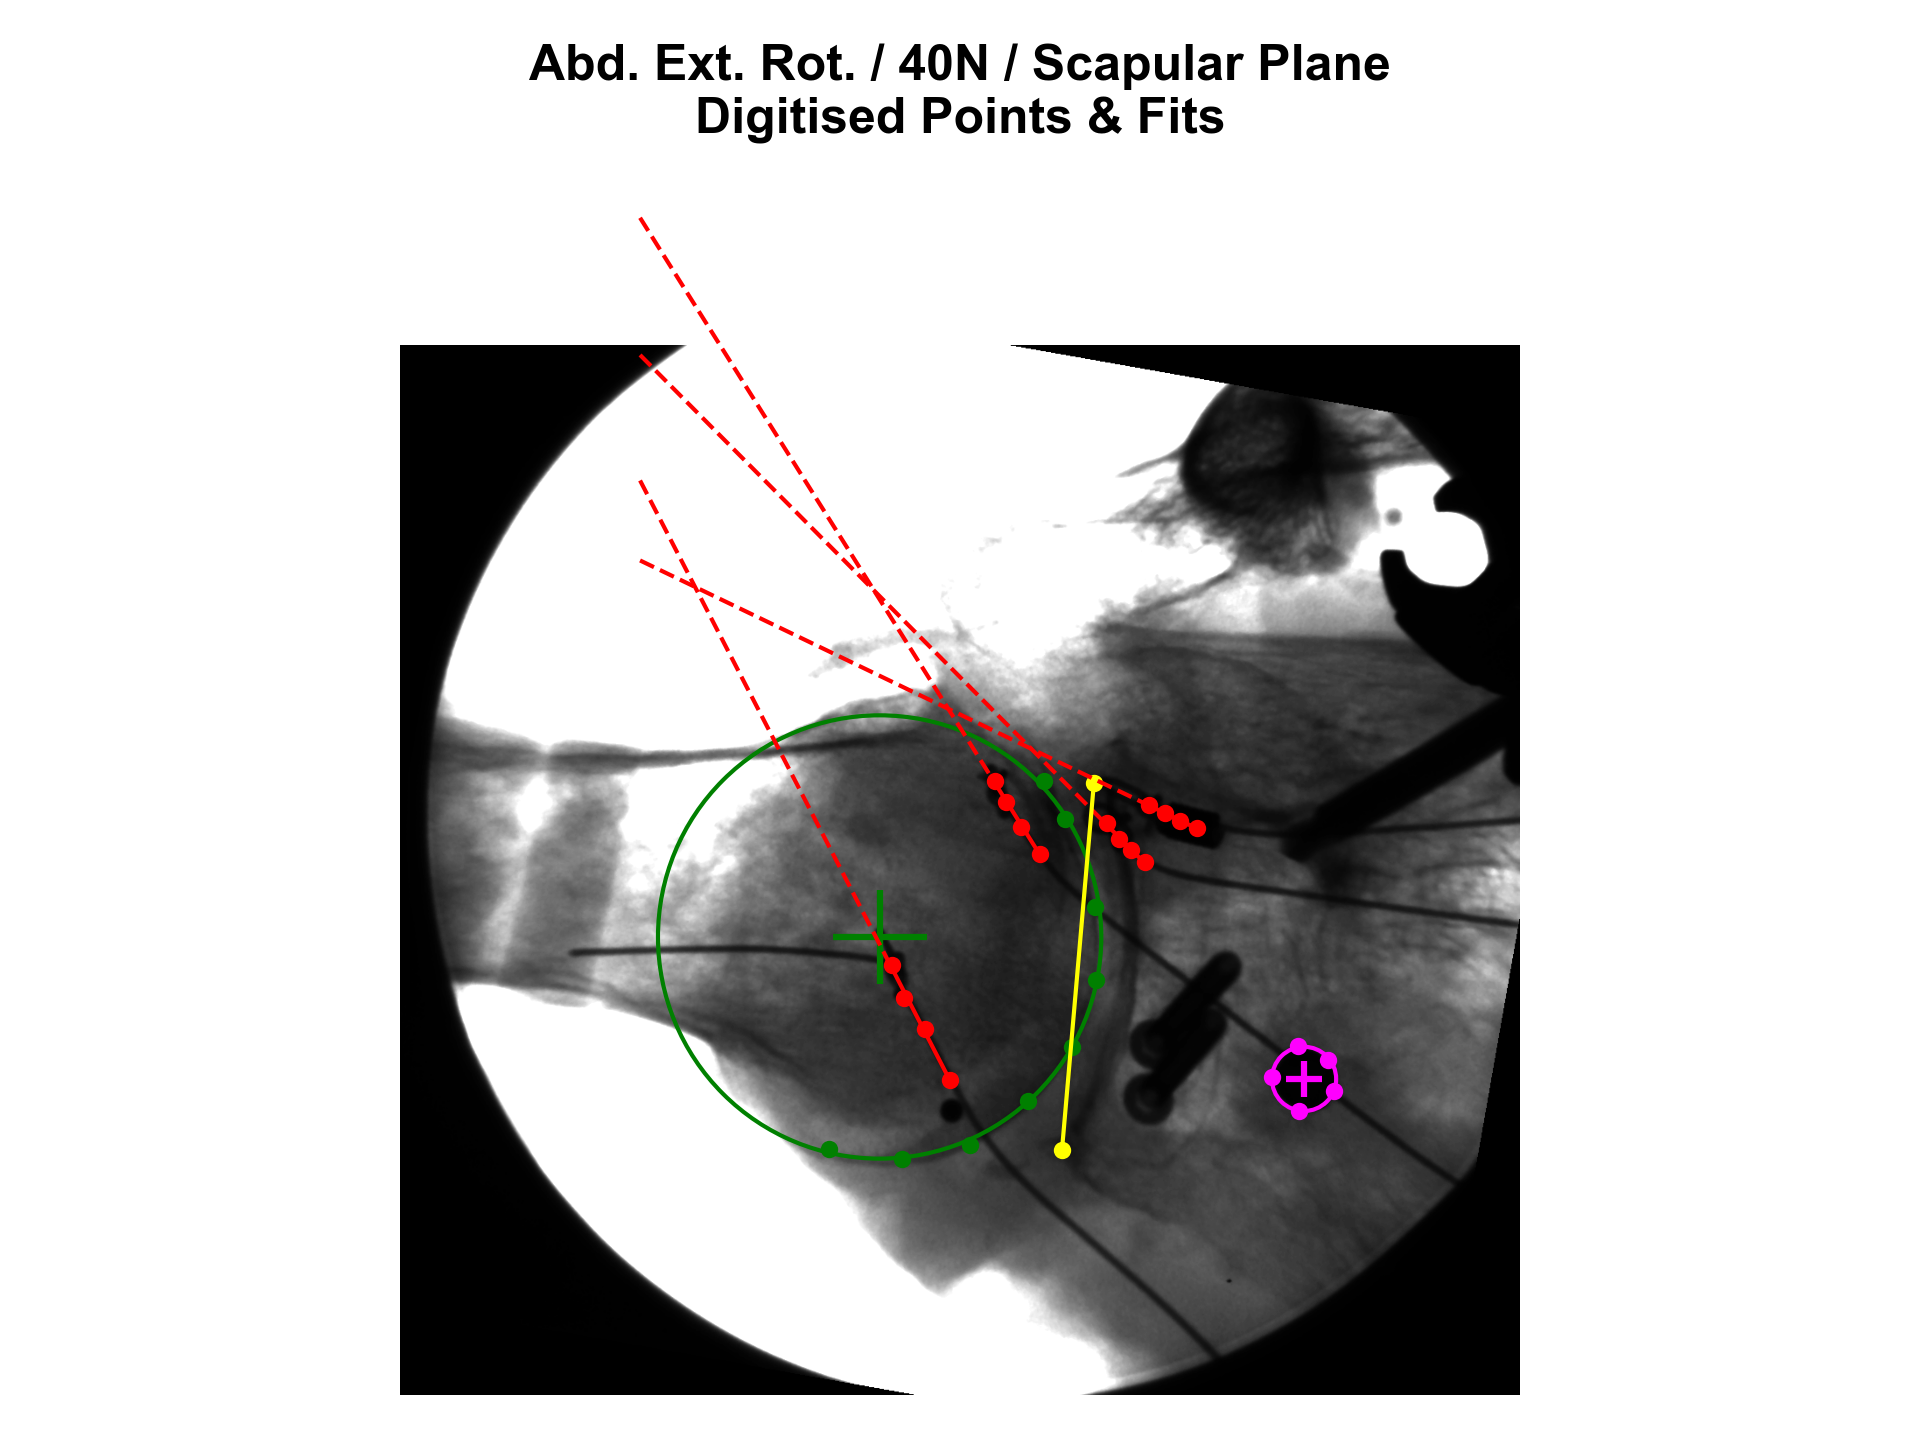 Abd. Ext. Rot. / 40N / Scapular Plane
Digitised Points & Fits